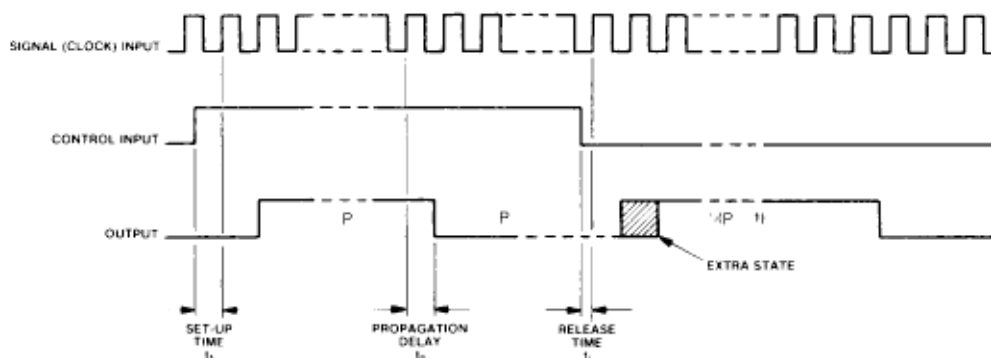 SIGNAL (CLOCK) INPUT
CONTROL INPUT
OUTPUT
P
P
EXTRA STATE
SET-UP
TIME
PROPAGATION
DELAY
RELEASE
TIME